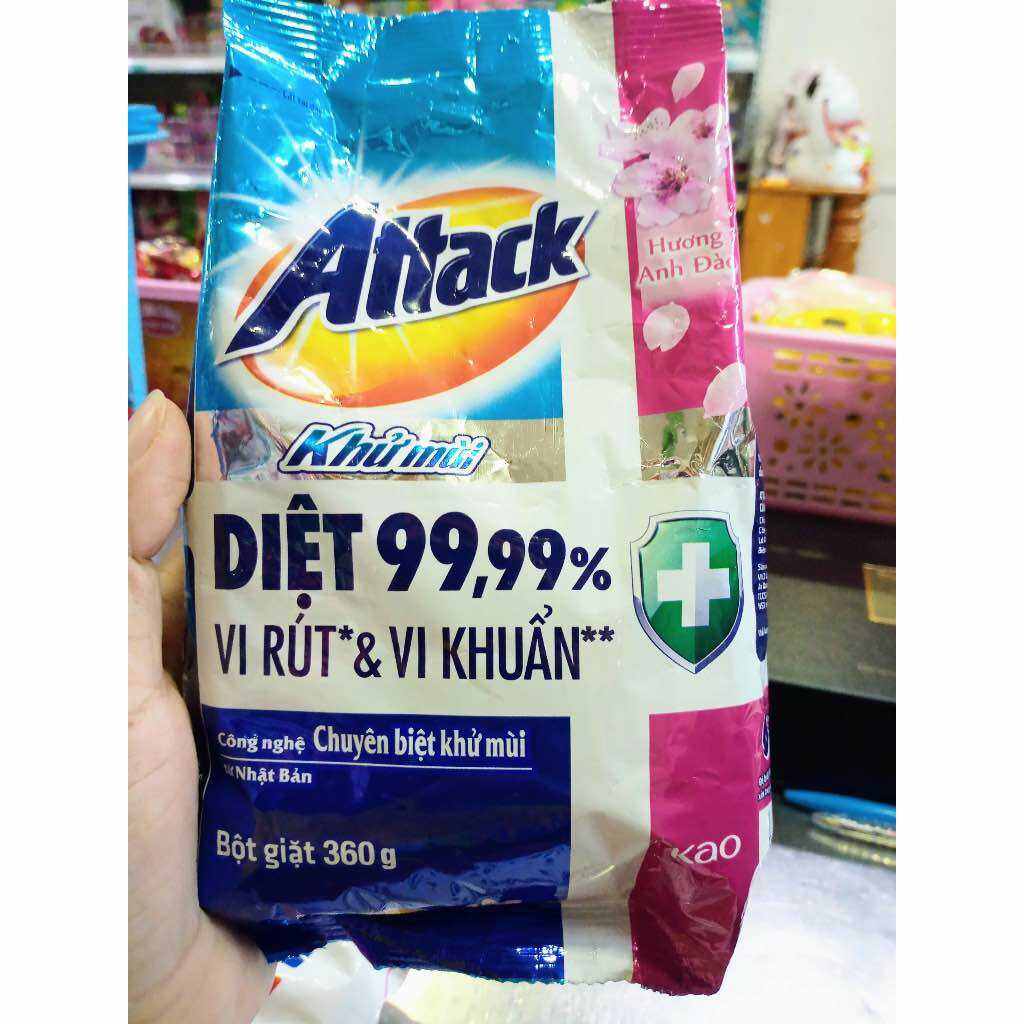 Attack
Hương
Anh Đào
Khử mùi
DIỆT 99,99%
VI RÚT* & VI KHUẨN**
Công nghệ Chuyên biệt khử mùi
từ Nhật Bản
Bột giặt 360g
Kao